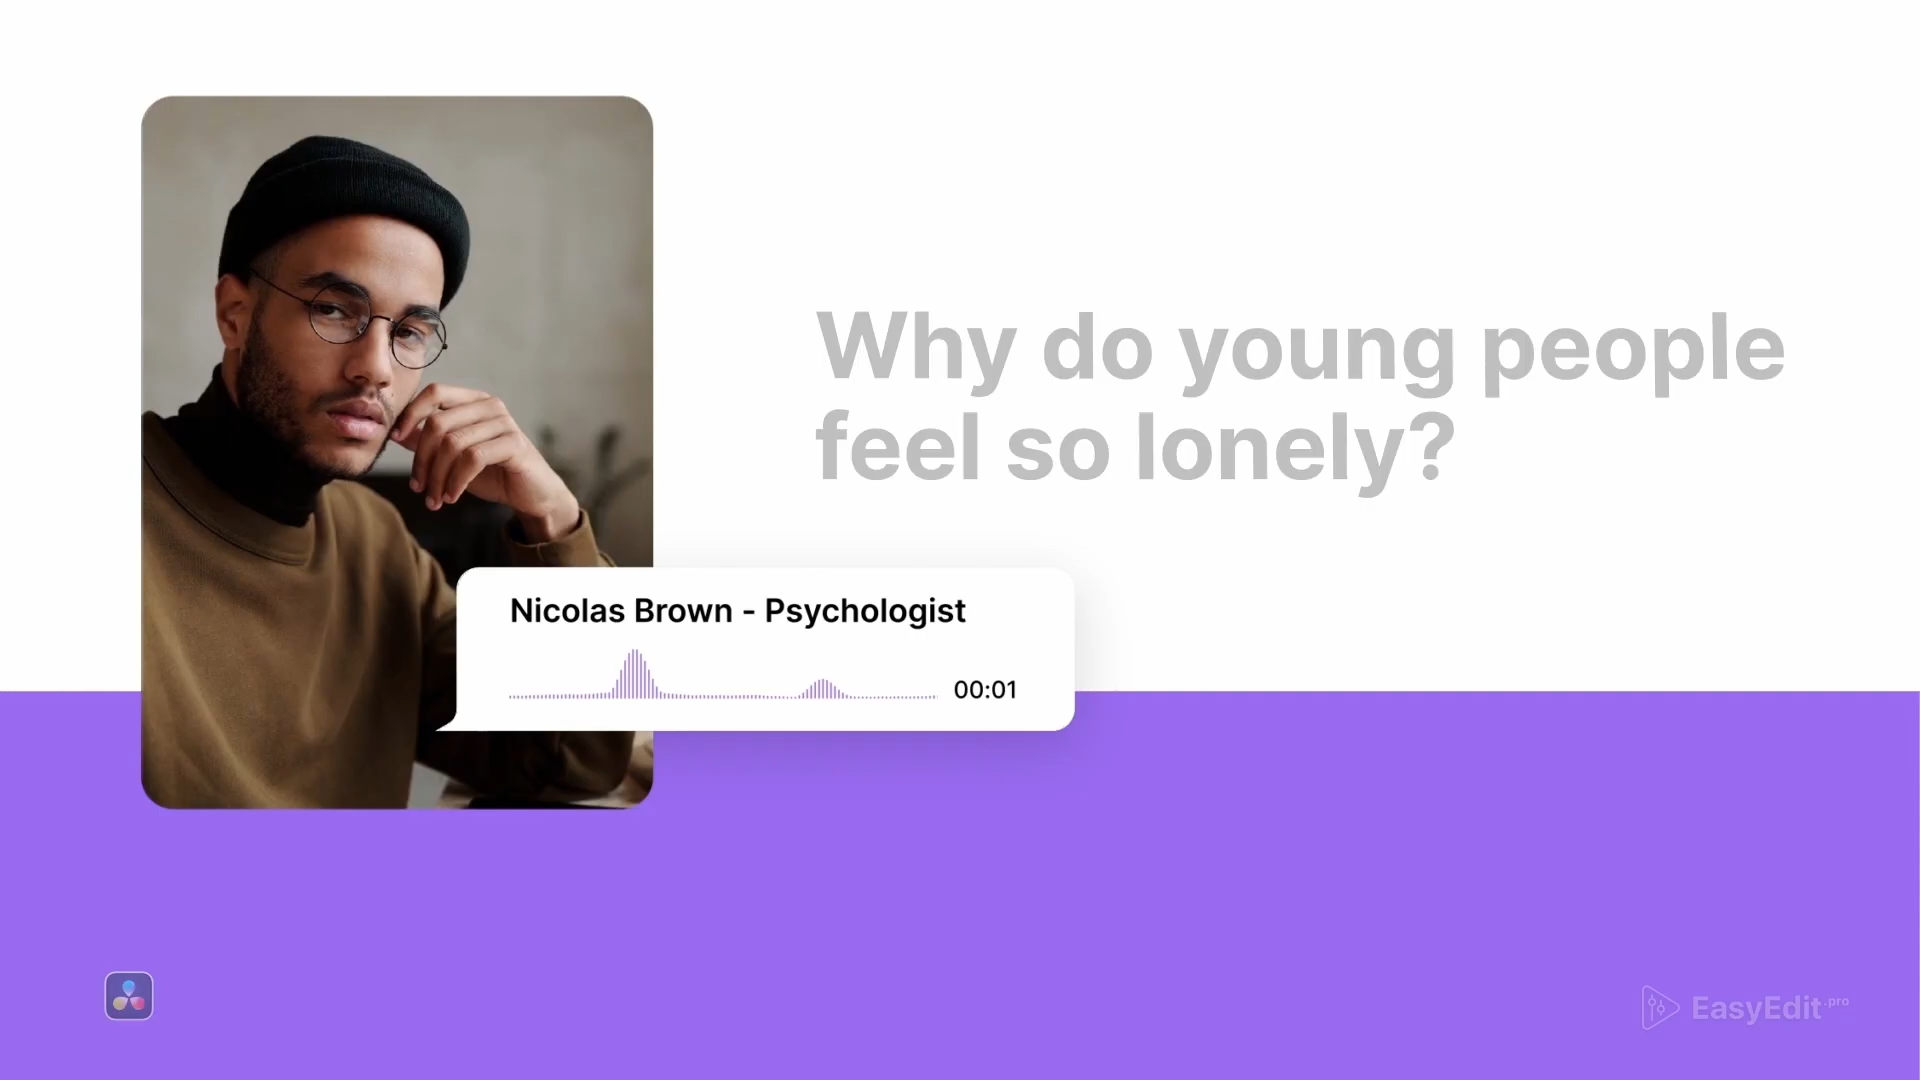 Why do young people
feel so lonely?
Nicolas Brown - Psychologist
00:01
EasyEdit.pro